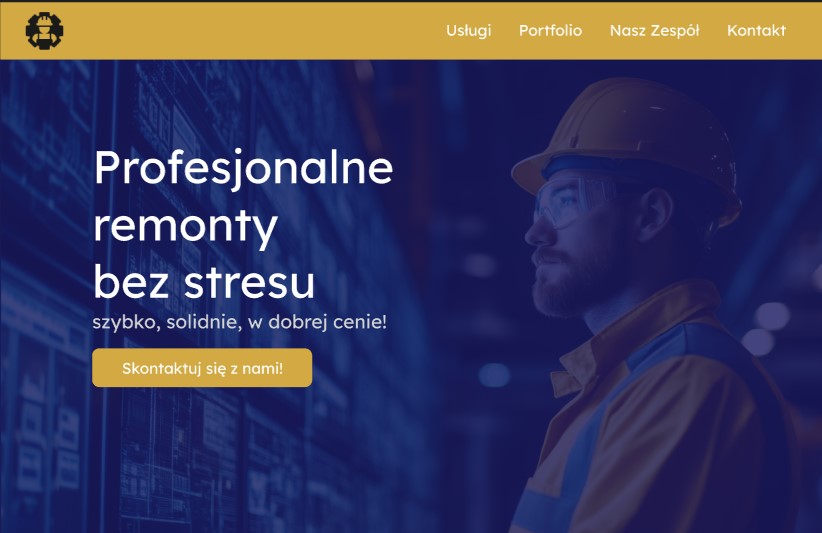 Usługi Portfolio Nasz Zespół Kontakt
Profesjonalne
remonty
bez stresu
szybko, solidnie, w dobrej cenie!
Skontaktuj się z nami!